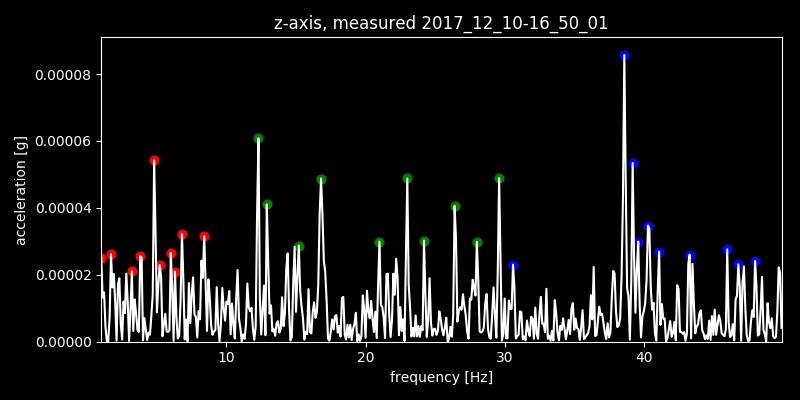 z-axis, measured 2017_12_10-16_50_01
0.00008
0.00006
0.00004
0.00002
0.00000
acceleration [g]
10 20 30 40
frequency [Hz]